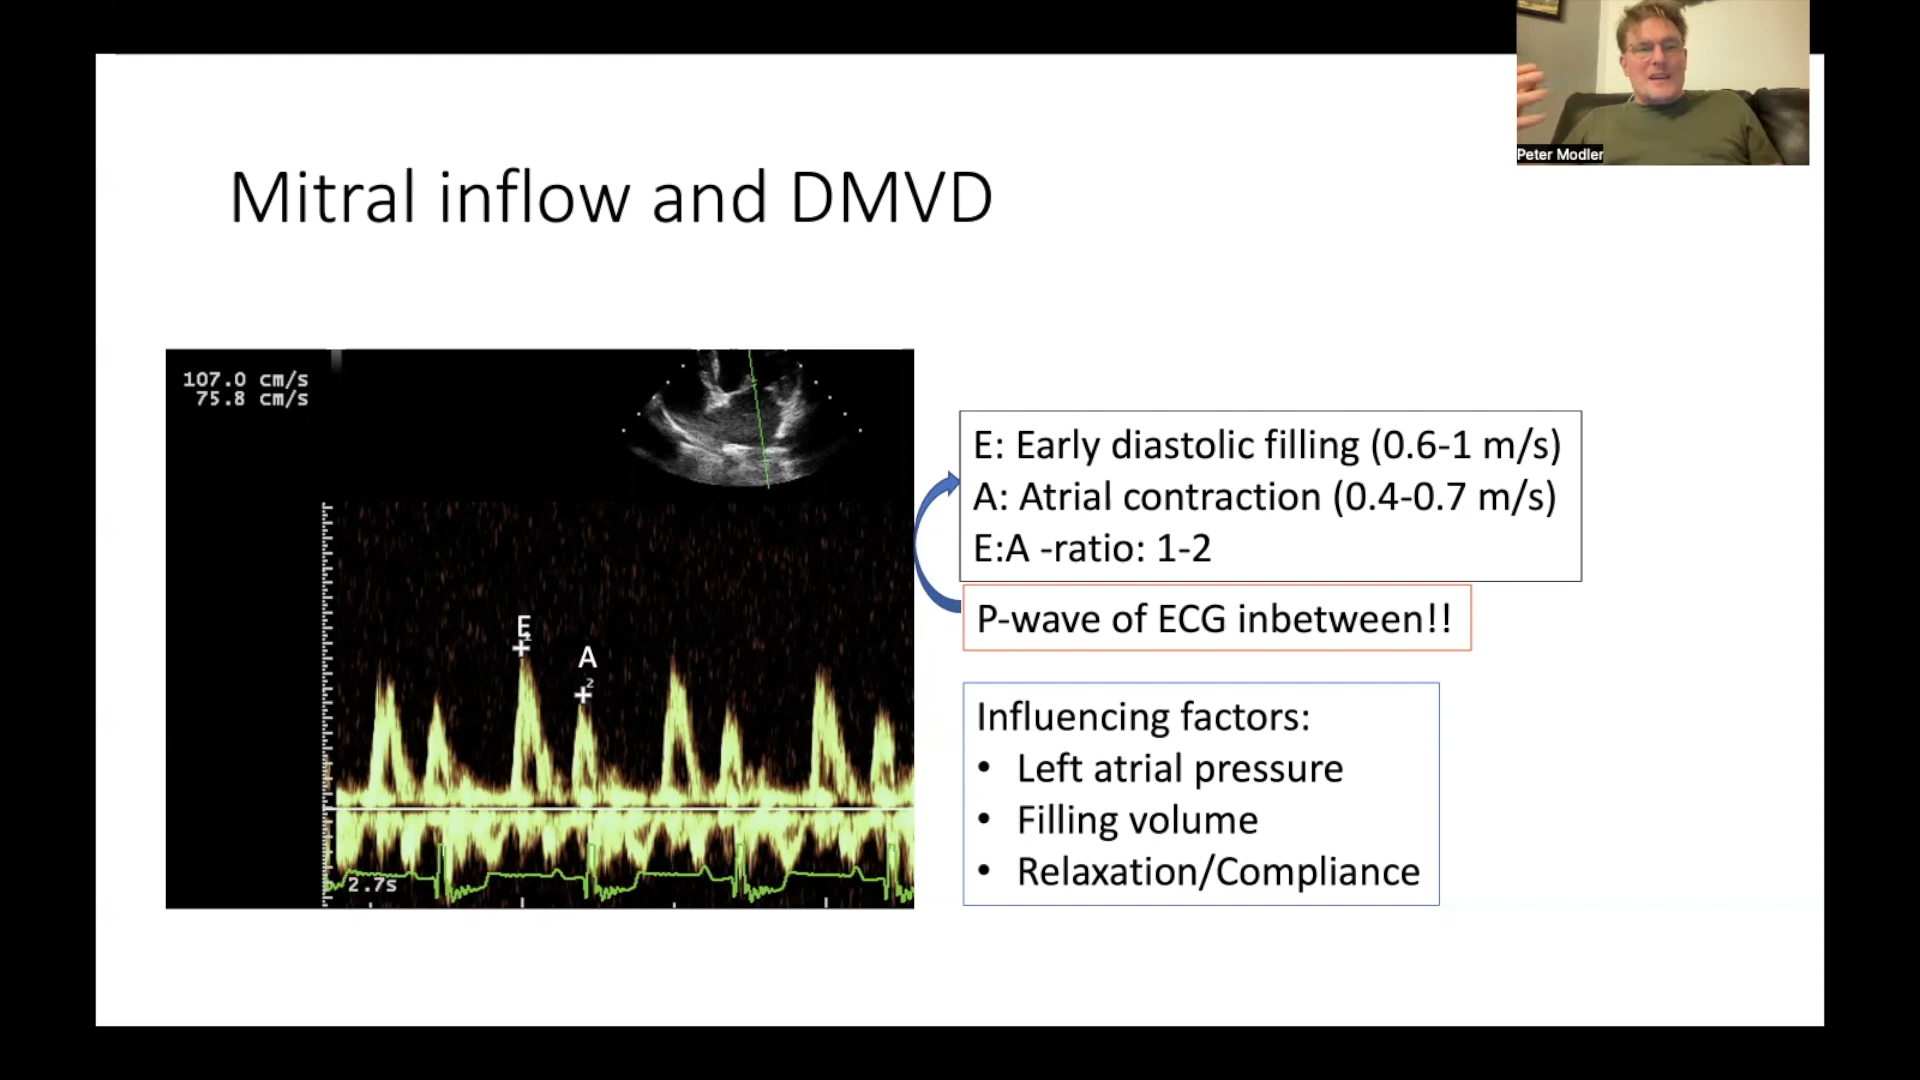 Peter Modler
Mitral inflow and DMVD
107.0 cm/s
75.8 cm/s
E
A
2
2.7s
E: Early diastolic filling (0.6-1 m/s)
A: Atrial contraction (0.4-0.7 m/s)
E:A -ratio: 1-2
P-wave of ECG inbetween!!
Influencing factors:
• Left atrial pressure
• Filling volume
• Relaxation/Compliance